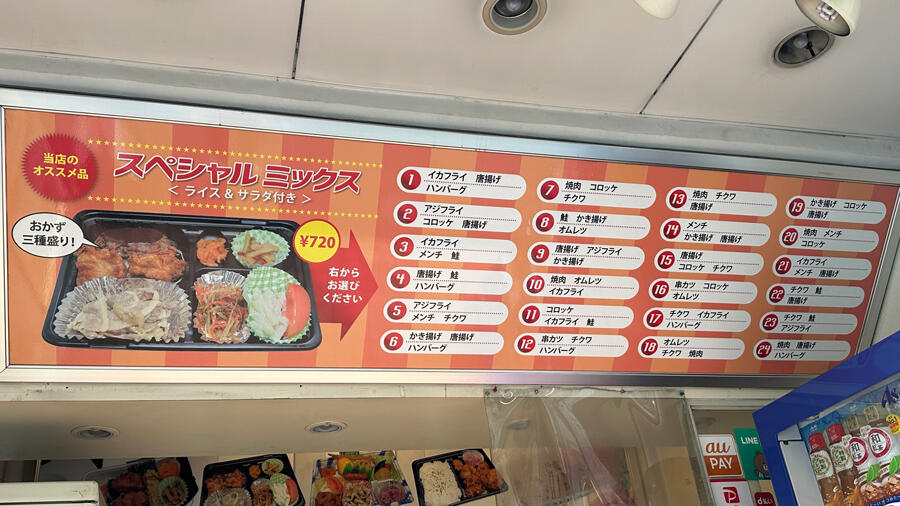 当店の
オススメ品
スペシャル ミックス
＜ ライス & サラダ付き ＞
おかず
三種盛り!
¥720
右から
お選び
ください
1 イカフライ 唐揚げ
ハンバーグ
2 アジフライ
コロッケ 唐揚げ
3 イカフライ
メンチ 鮭
4 唐揚げ 鮭
ハンバーグ
5 アジフライ
メンチ チクワ
6 かき揚げ 唐揚げ
ハンバーグ
7 焼肉 コロッケ
チクワ
8 鮭 かき揚げ
オムレツ
9 唐揚げ アジフライ
かき揚げ
10 焼肉 オムレツ
イカフライ
11 コロッケ
イカフライ 鮭
12 串カツ チクワ
ハンバーグ
13 焼肉 チクワ
唐揚げ
14 メンチ
かき揚げ 唐揚げ
15 唐揚げ
コロッケ チクワ
16 串カツ コロッケ
オムレツ
17 チクワ イカフライ
ハンバーグ
18 オムレツ
チクワ 焼肉
19 かき揚げ コロッケ
唐揚げ
20 焼肉 メンチ
コロッケ
21 イカフライ
メンチ 唐揚げ
22 チクワ 鮭
唐揚げ
23 チクワ 鮭
アジフライ
24 焼肉 唐揚げ
ハンバーグ
au
PAY
LINE
d払い